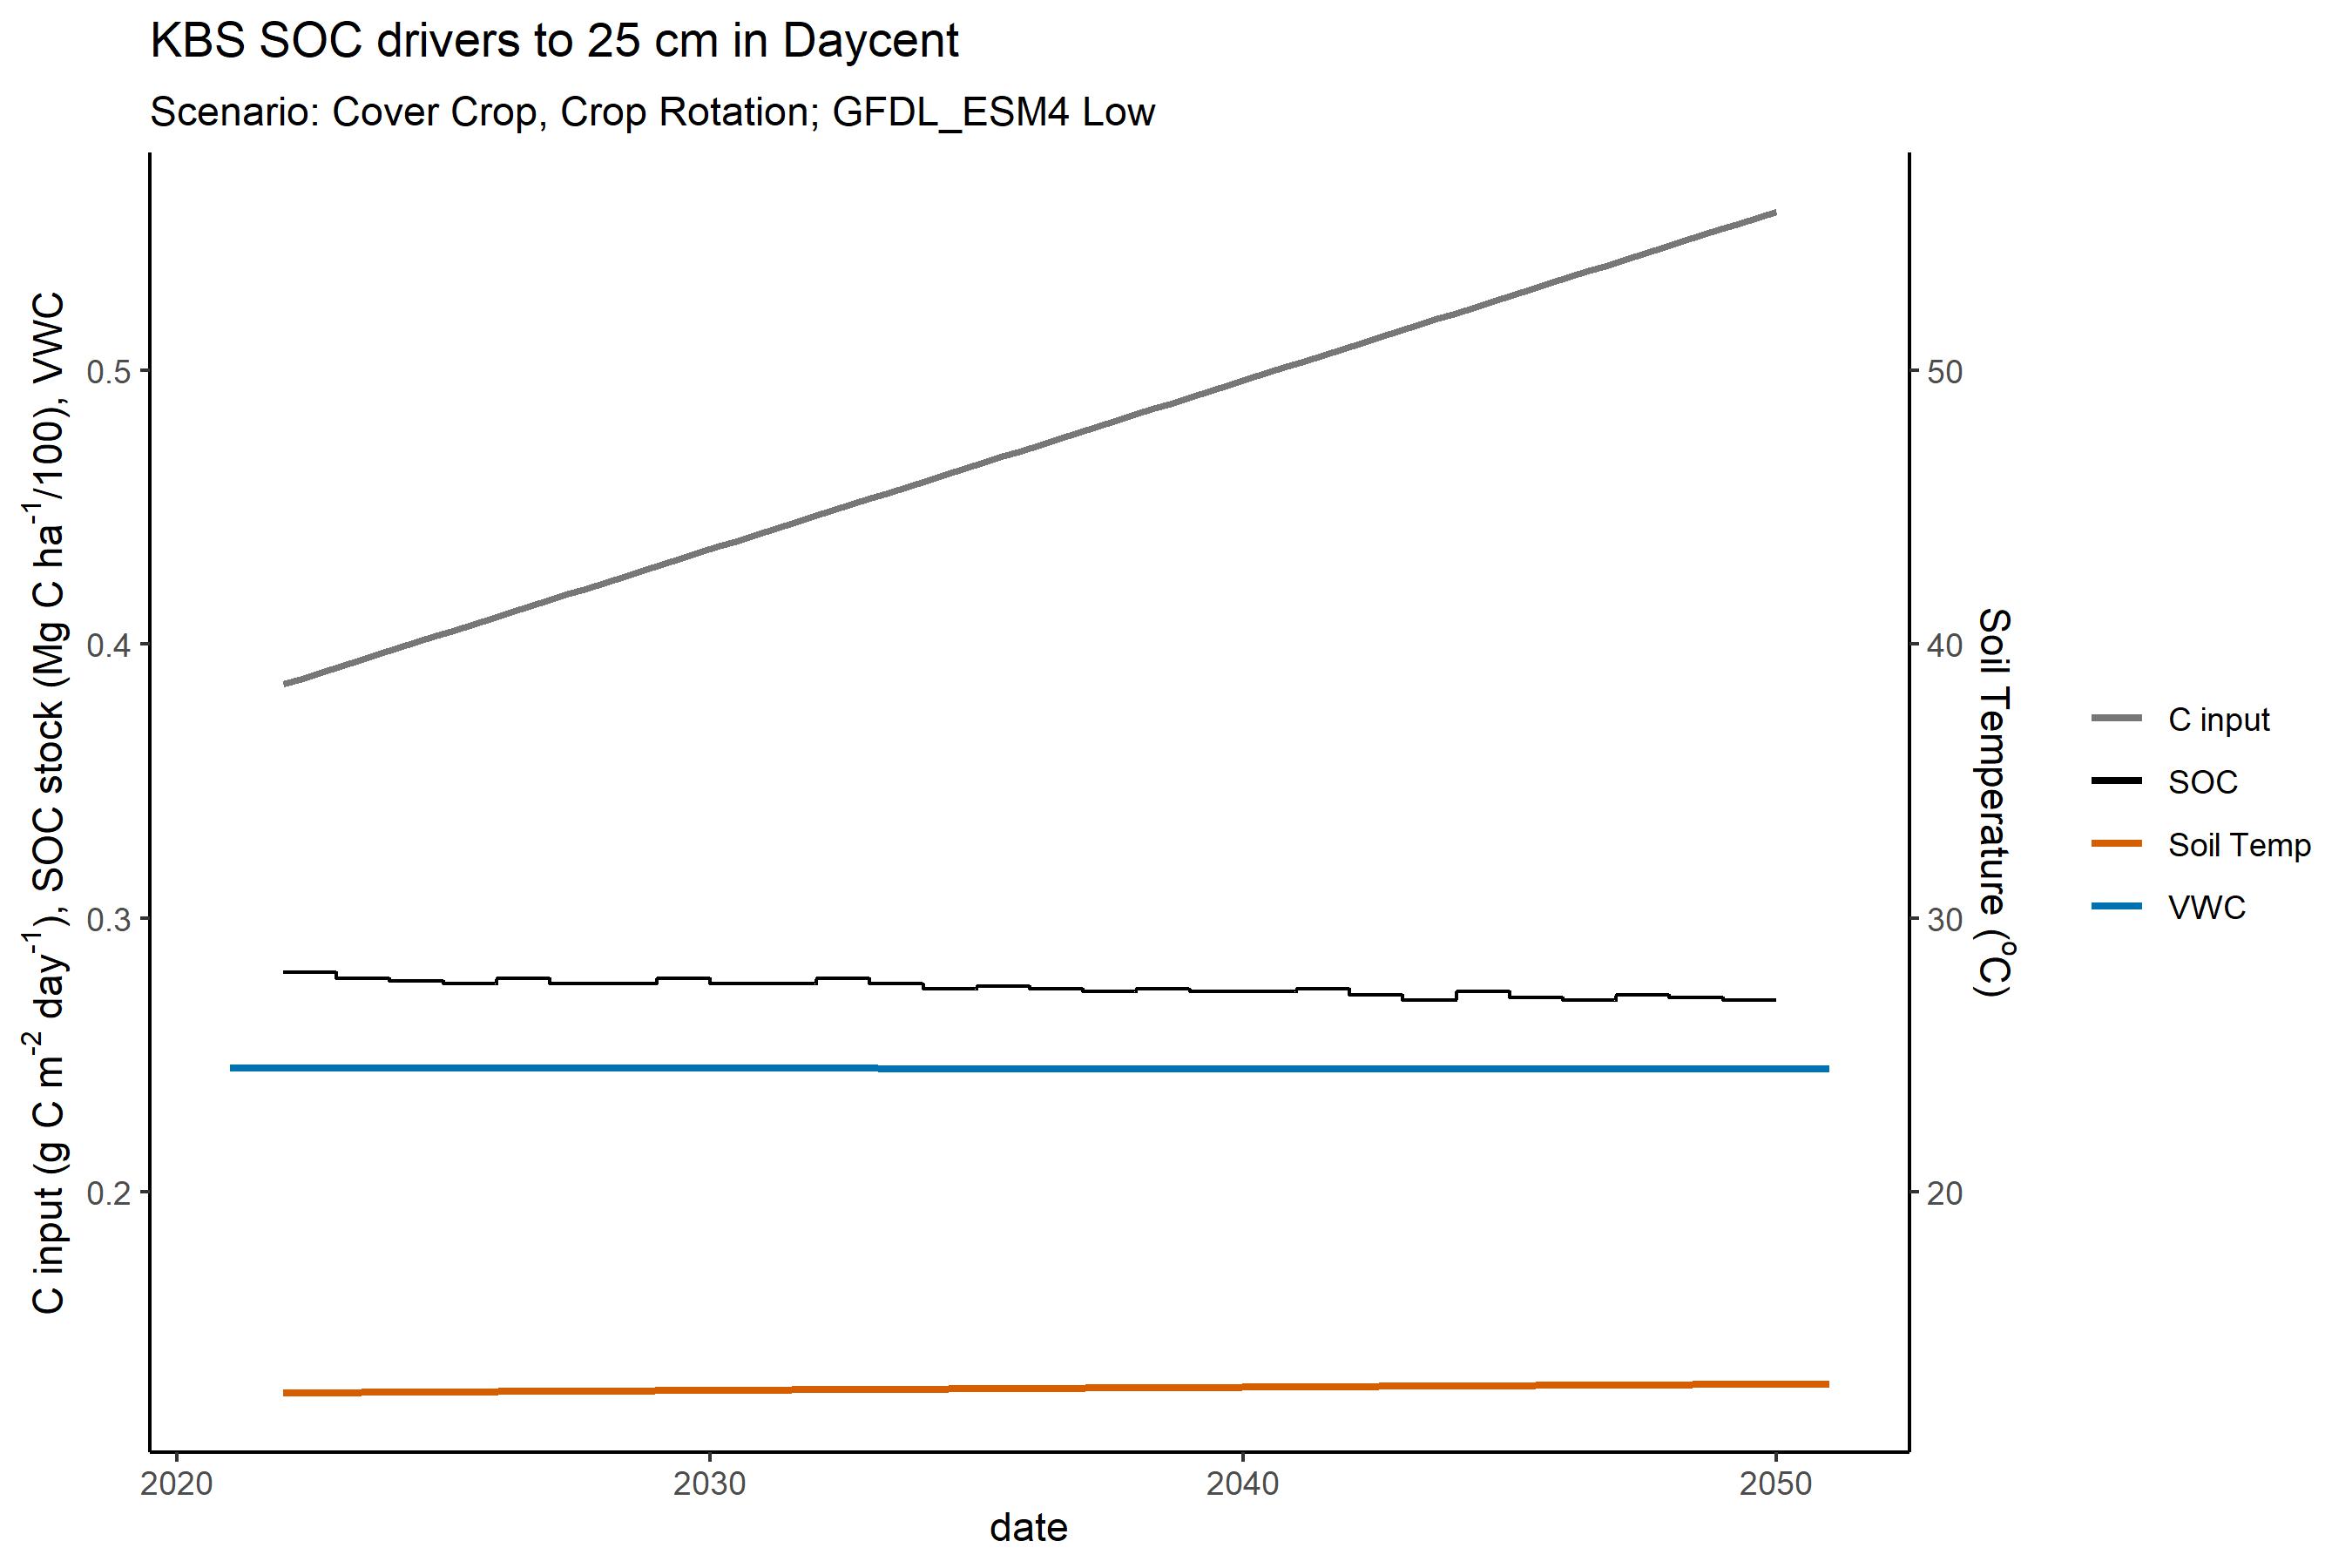 KBS SOC drivers to 25 cm in Daycent
Scenario: Cover Crop, Crop Rotation; GFDL_ESM4 Low
C input (g C m⁻² day⁻¹), SOC stock (Mg C ha⁻¹/100), VWC
0.5
0.4
0.3
0.2
50
40
30
20
Soil Temperature (°C)
C input
SOC
Soil Temp
VWC
2020
2030
2040
2050
date